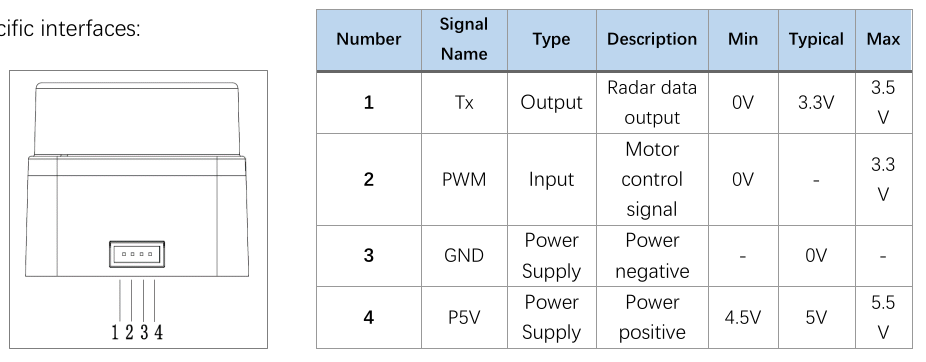 cific interfaces:
1 2 3 4
Number Signal Name Type Description Min Typical Max
1 Tx Output Radar data output 0V 3.3V 3.5 V
2 PWM Input Motor control signal 0V - 3.3 V
3 GND Power Supply Power negative - 0V -
4 P5V Power Supply Power positive 4.5V 5V 5.5 V